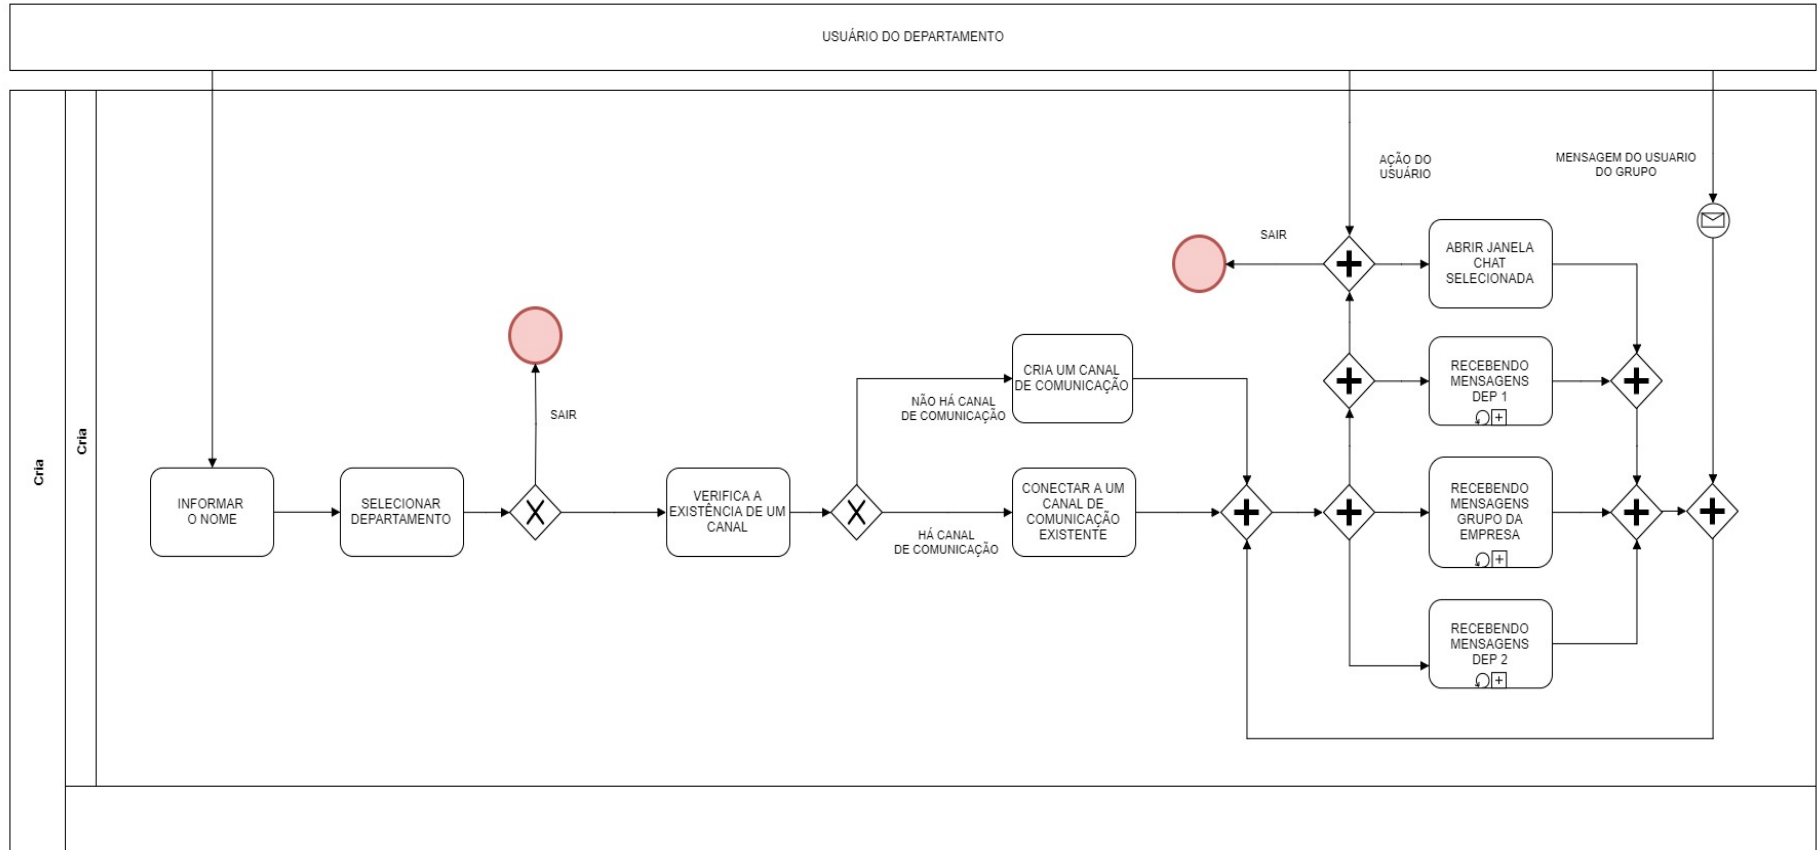 USUÁRIO DO DEPARTAMENTO
Cria
Cria
INFORMAR
O NOME
SELECIONAR
DEPARTAMENTO
SAIR
VERIFICA A
EXISTÊNCIA DE UM
CANAL
NÃO HÁ CANAL
DE COMUNICAÇÃO
HÁ CANAL
DE COMUNICAÇÃO
CRIA UM CANAL
DE COMUNICAÇÃO
CONECTAR A UM
CANAL DE
COMUNICAÇÃO
EXISTENTE
SAIR
AÇÃO DO
USUÁRIO
MENSAGEM DO USUARIO
DO GRUPO
ABRIR JANELA
CHAT
SELECIONADA
RECEBENDO
MENSAGENS
DEP 1
RECEBENDO
MENSAGENS
GRUPO DA
EMPRESA
RECEBENDO
MENSAGENS
DEP 2